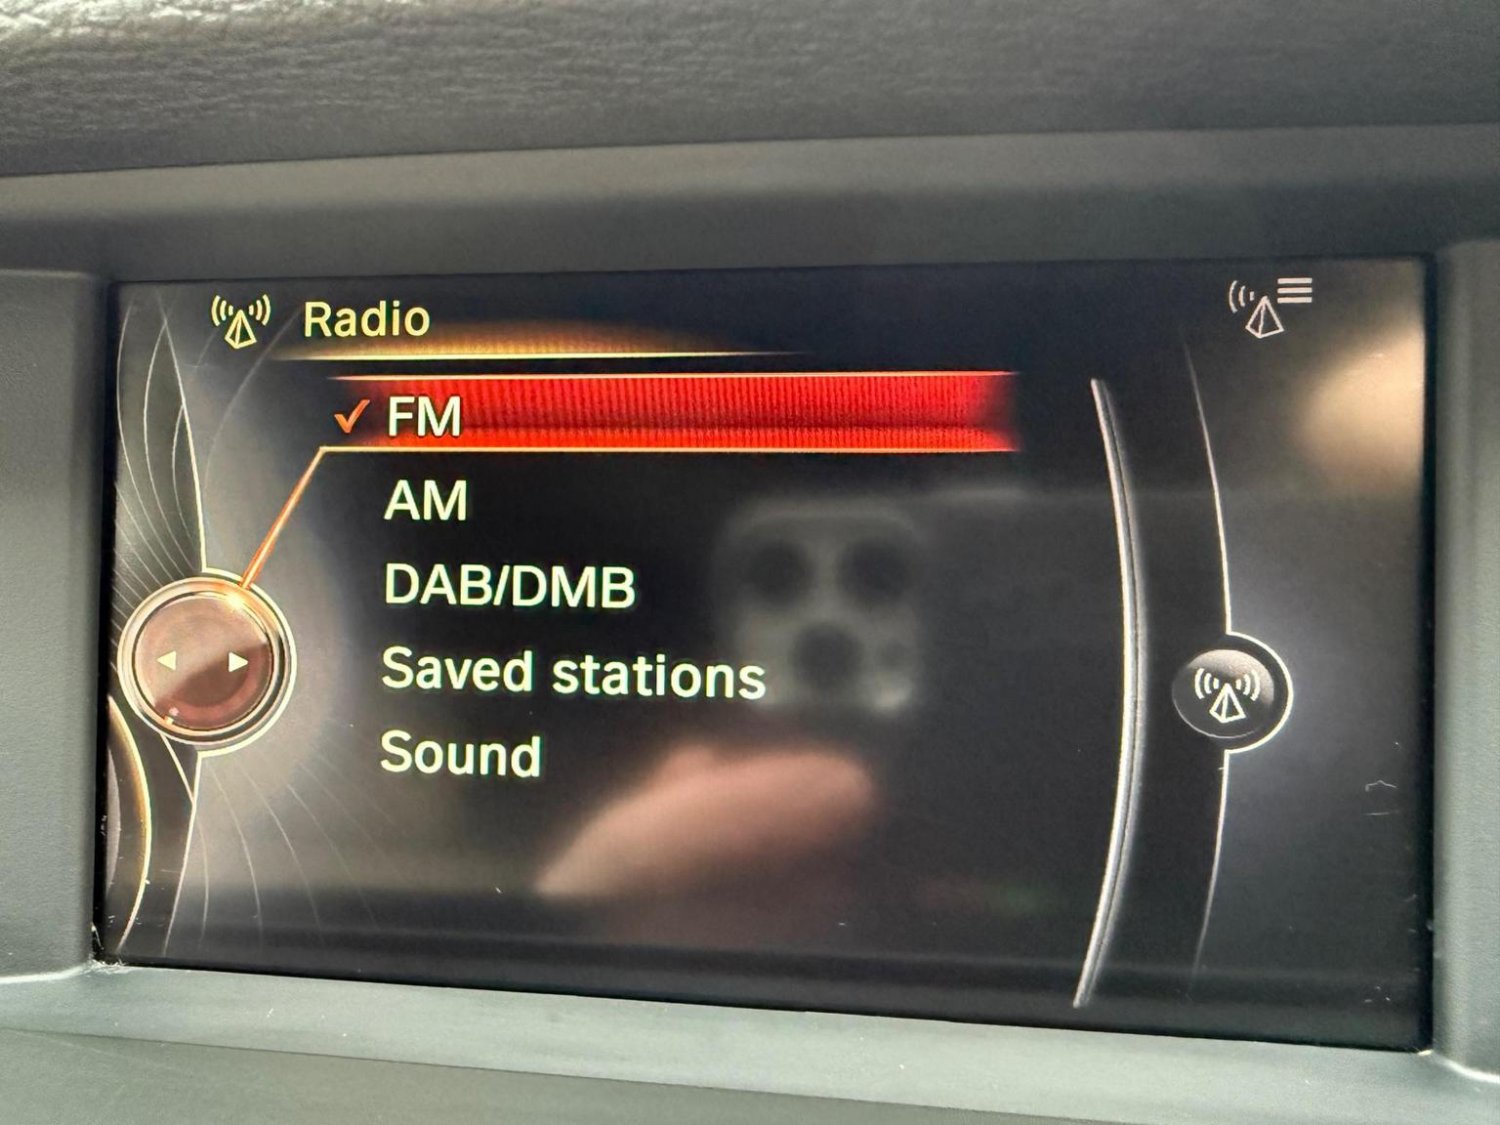 Radio
FM
AM
DAB/DMB
Saved stations
Sound